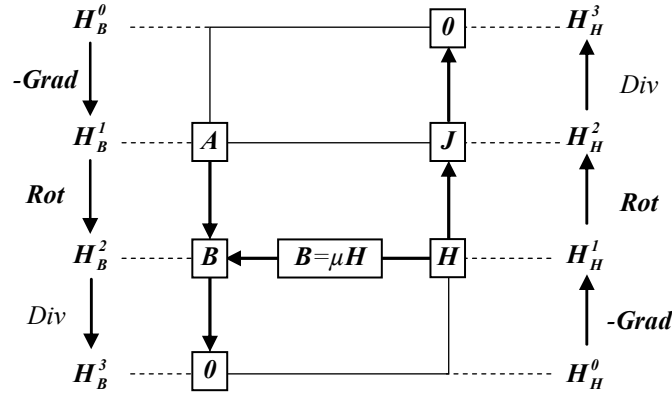 H_B^0 0 H_H^3
-Grad Div
H_B^1 A J H_H^2
Rot Rot
H_B^2 B B=μH H H_H^1
Div -Grad
H_B^3 0 H_H^0